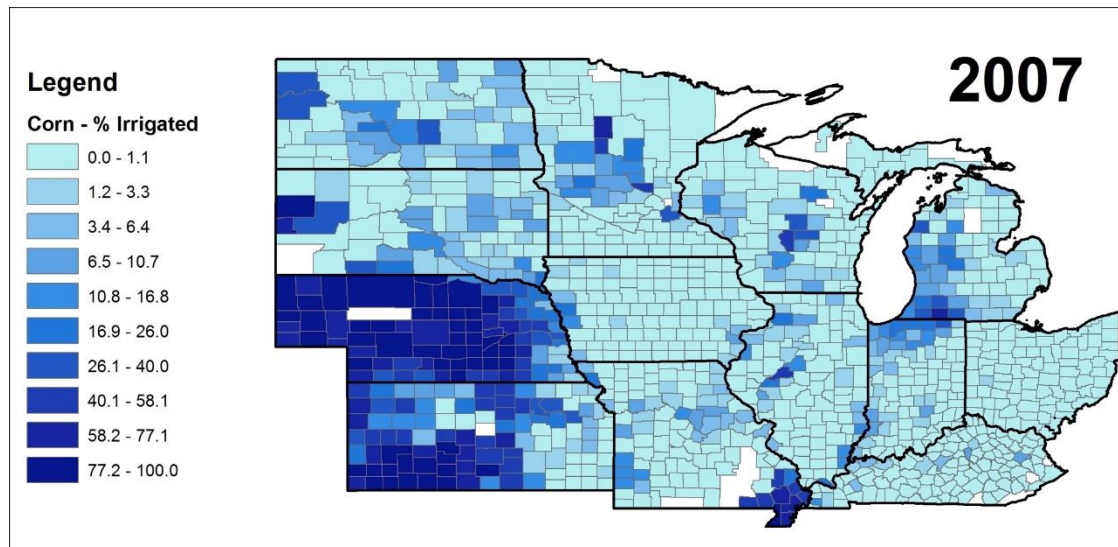 2007
Legend
Corn - % Irrigated
0.0 - 1.1
1.2 - 3.3
3.4 - 6.4
6.5 - 10.7
10.8 - 16.8
16.9 - 26.0
26.1 - 40.0
40.1 - 58.1
58.2 - 77.1
77.2 - 100.0